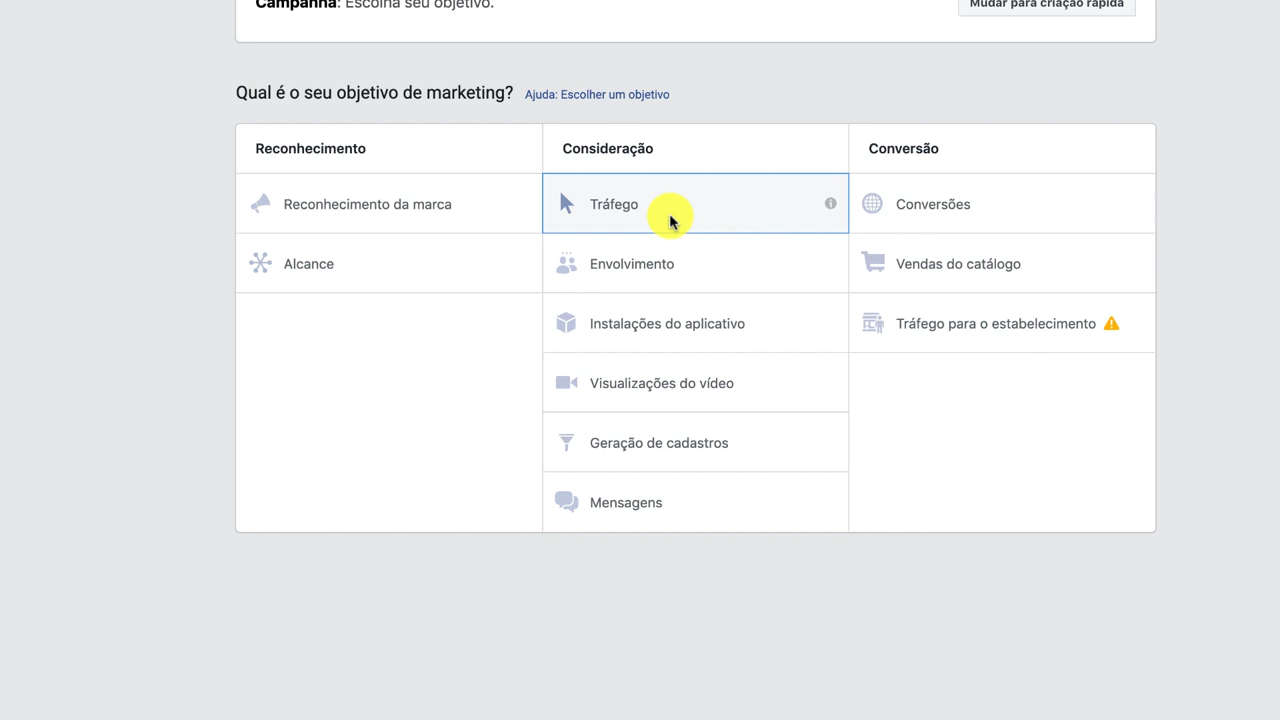 Campanha: Escolha seu objetivo.
Mudar para criação rápida
Qual é o seu objetivo de marketing? Ajuda: Escolher um objetivo
Reconhecimento
Consideração
Conversão
Reconhecimento da marca
Tráfego
Conversões
Alcance
Envolvimento
Vendas do catálogo
Instalações do aplicativo
Tráfego para o estabelecimento
Visualizações do vídeo
Geração de cadastros
Mensagens